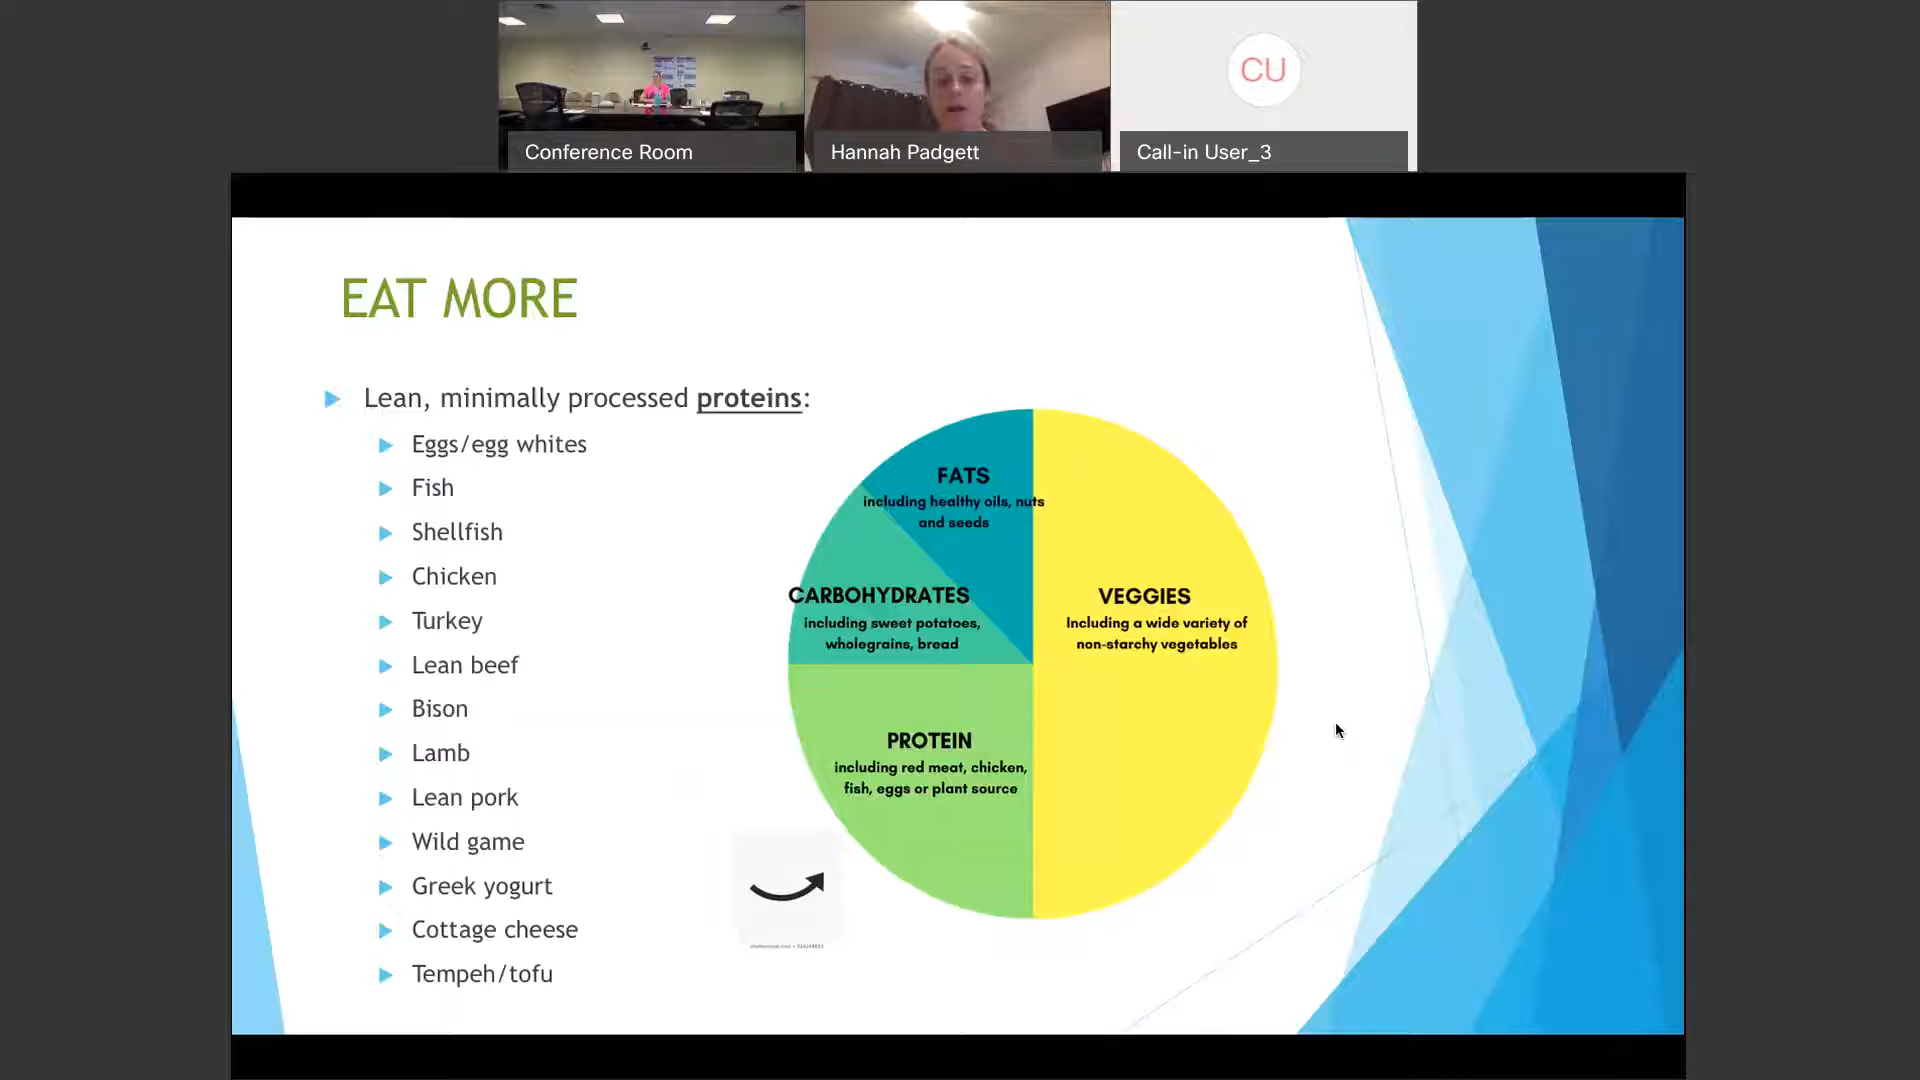 CU
Conference Room
Hannah Padgett
Call-in User_3
EAT MORE
Lean, minimally processed proteins:
Eggs/egg whites
Fish
Shellfish
Chicken
Turkey
Lean beef
Bison
Lamb
Lean pork
Wild game
Greek yogurt
Cottage cheese
Tempeh/tofu
FATS
including healthy oils, nuts
and seeds
CARBOHYDRATES
including sweet potatoes,
wholegrains, bread
VEGGIES
Including a wide variety of
non-starchy vegetables
PROTEIN
including red meat, chicken,
fish, eggs or plant source